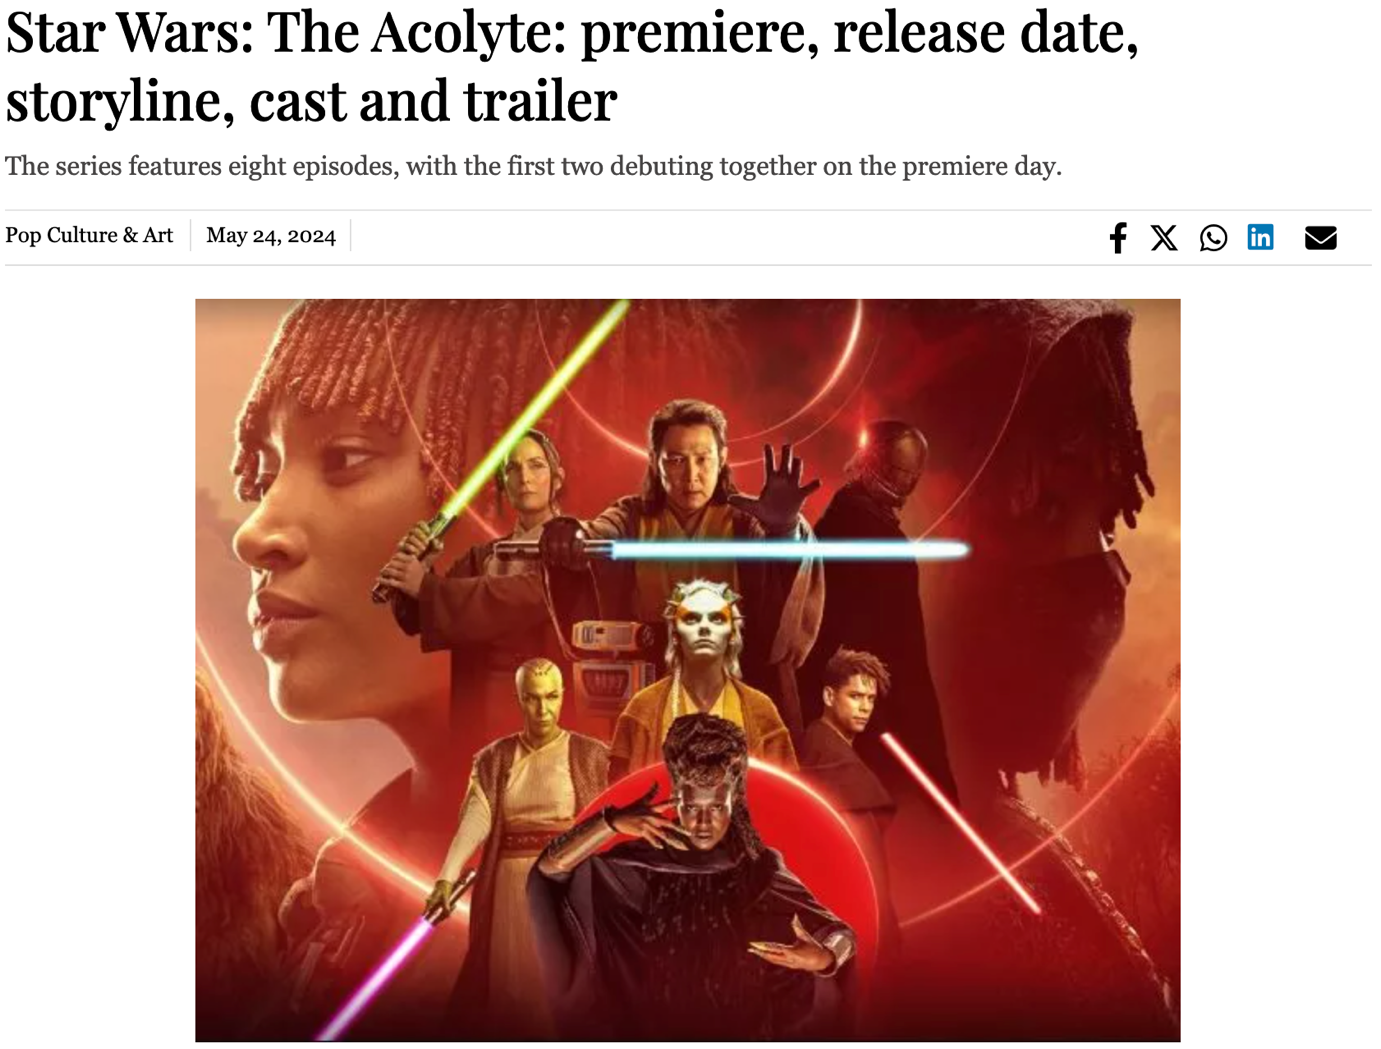 Star Wars: The Acolyte: premiere, release date,
storyline, cast and trailer
The series features eight episodes, with the first two debuting together on the premiere day.
Pop Culture & Art
May 24, 2024